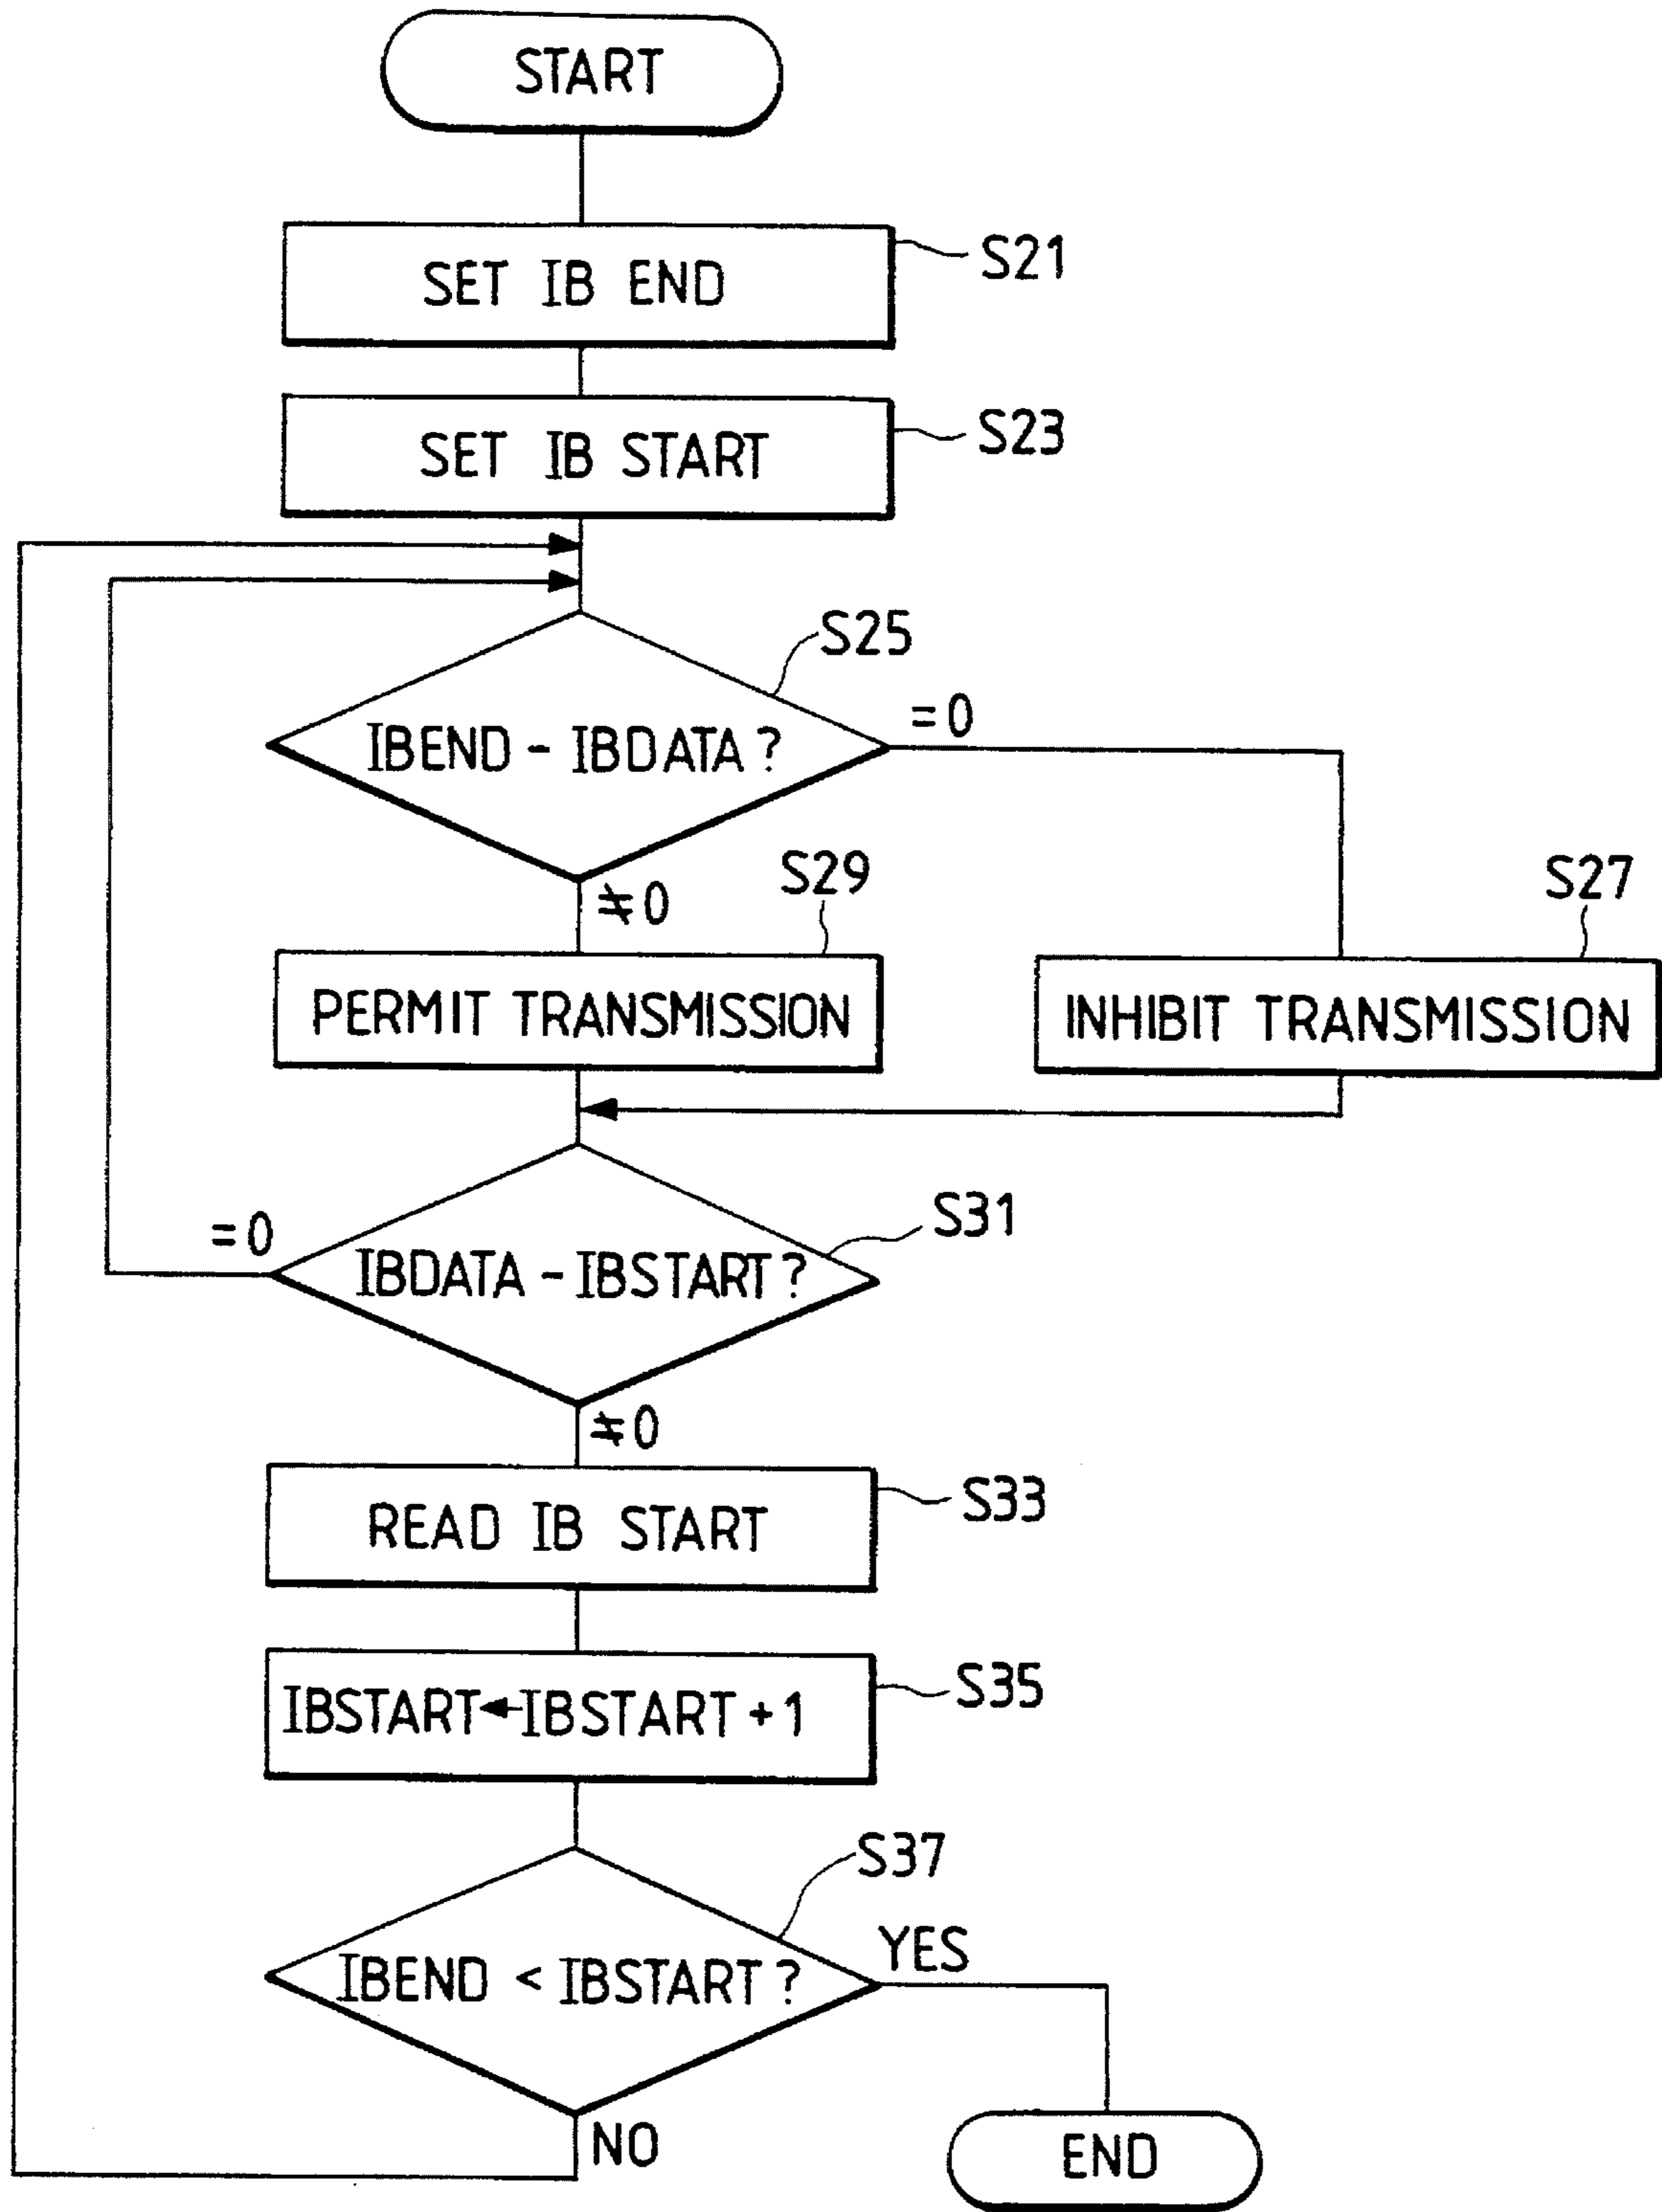 START
SET IB END
S21
SET IB START
S23
S25
IBEND - IBDATA ?
=0
≠0
S29
S27
PERMIT TRANSMISSION
INHIBIT TRANSMISSION
S31
=0
IBDATA - IBSTART ?
≠0
READ IB START
S33
IBSTART ← IBSTART + 1
S35
S37
IBEND < IBSTART ?
YES
NO
END